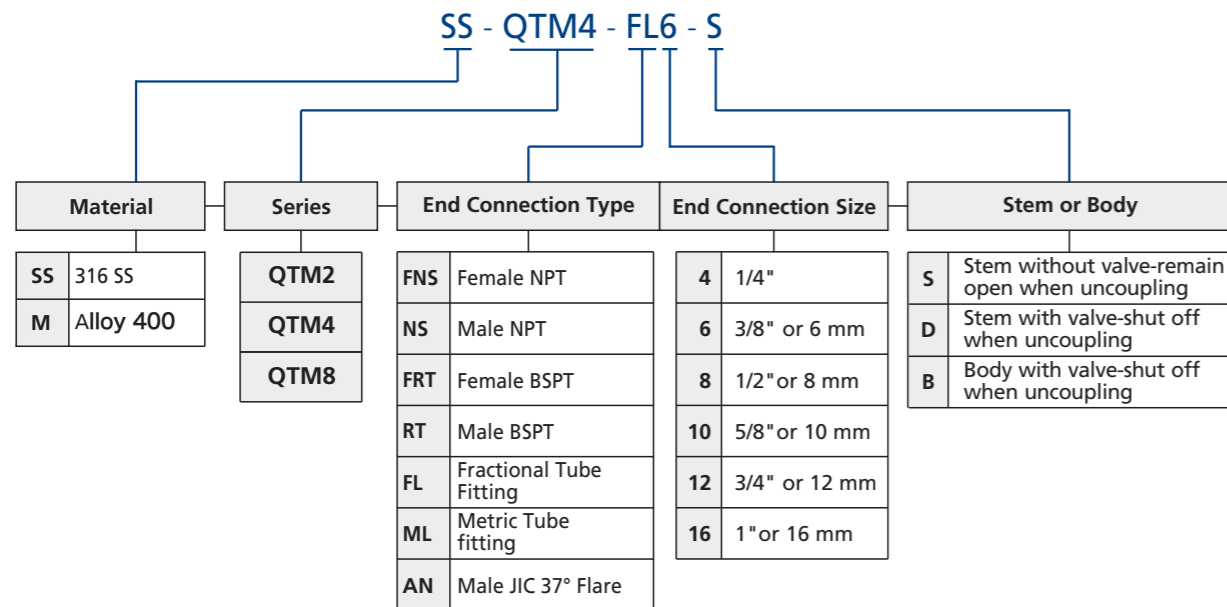 SS - QTM4 - FL6 - S
Material
Series
End Connection Type
End Connection Size
Stem or Body
SS 316 SS
M Alloy 400
QTM2
QTM4
QTM8
FNS Female NPT
NS Male NPT
FRT Female BSPT
RT Male BSPT
FL Fractional Tube
Fitting
ML Metric Tube
fitting
AN Male JIC 37° Flare
4 1/4"
6 3/8" or 6 mm
8 1/2"or 8 mm
10 5/8"or 10 mm
12 3/4" or 12 mm
16 1"or 16 mm
S Stem without valve-remain
open when uncoupling
D Stem with valve-shut off
when uncoupling
B Body with valve-shut off
when uncoupling